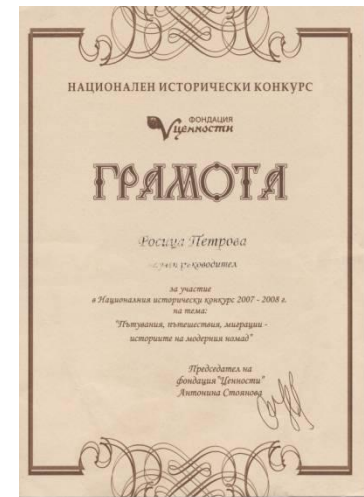 НАЦИОНАЛЕН ИСТОРИЧЕСКИ КОНКУРС
ФОНДАЦИЯ
Ценности
ГРАМОТА
Росица Петрова
ръководител
за участие
в Националния исторически конкурс 2007 - 2008 г.
на тема:
"Пътувания, пътешествия, миграции -
историите на модерния номад"
Председател на
фондация "Ценности"
Антонина Стоянова